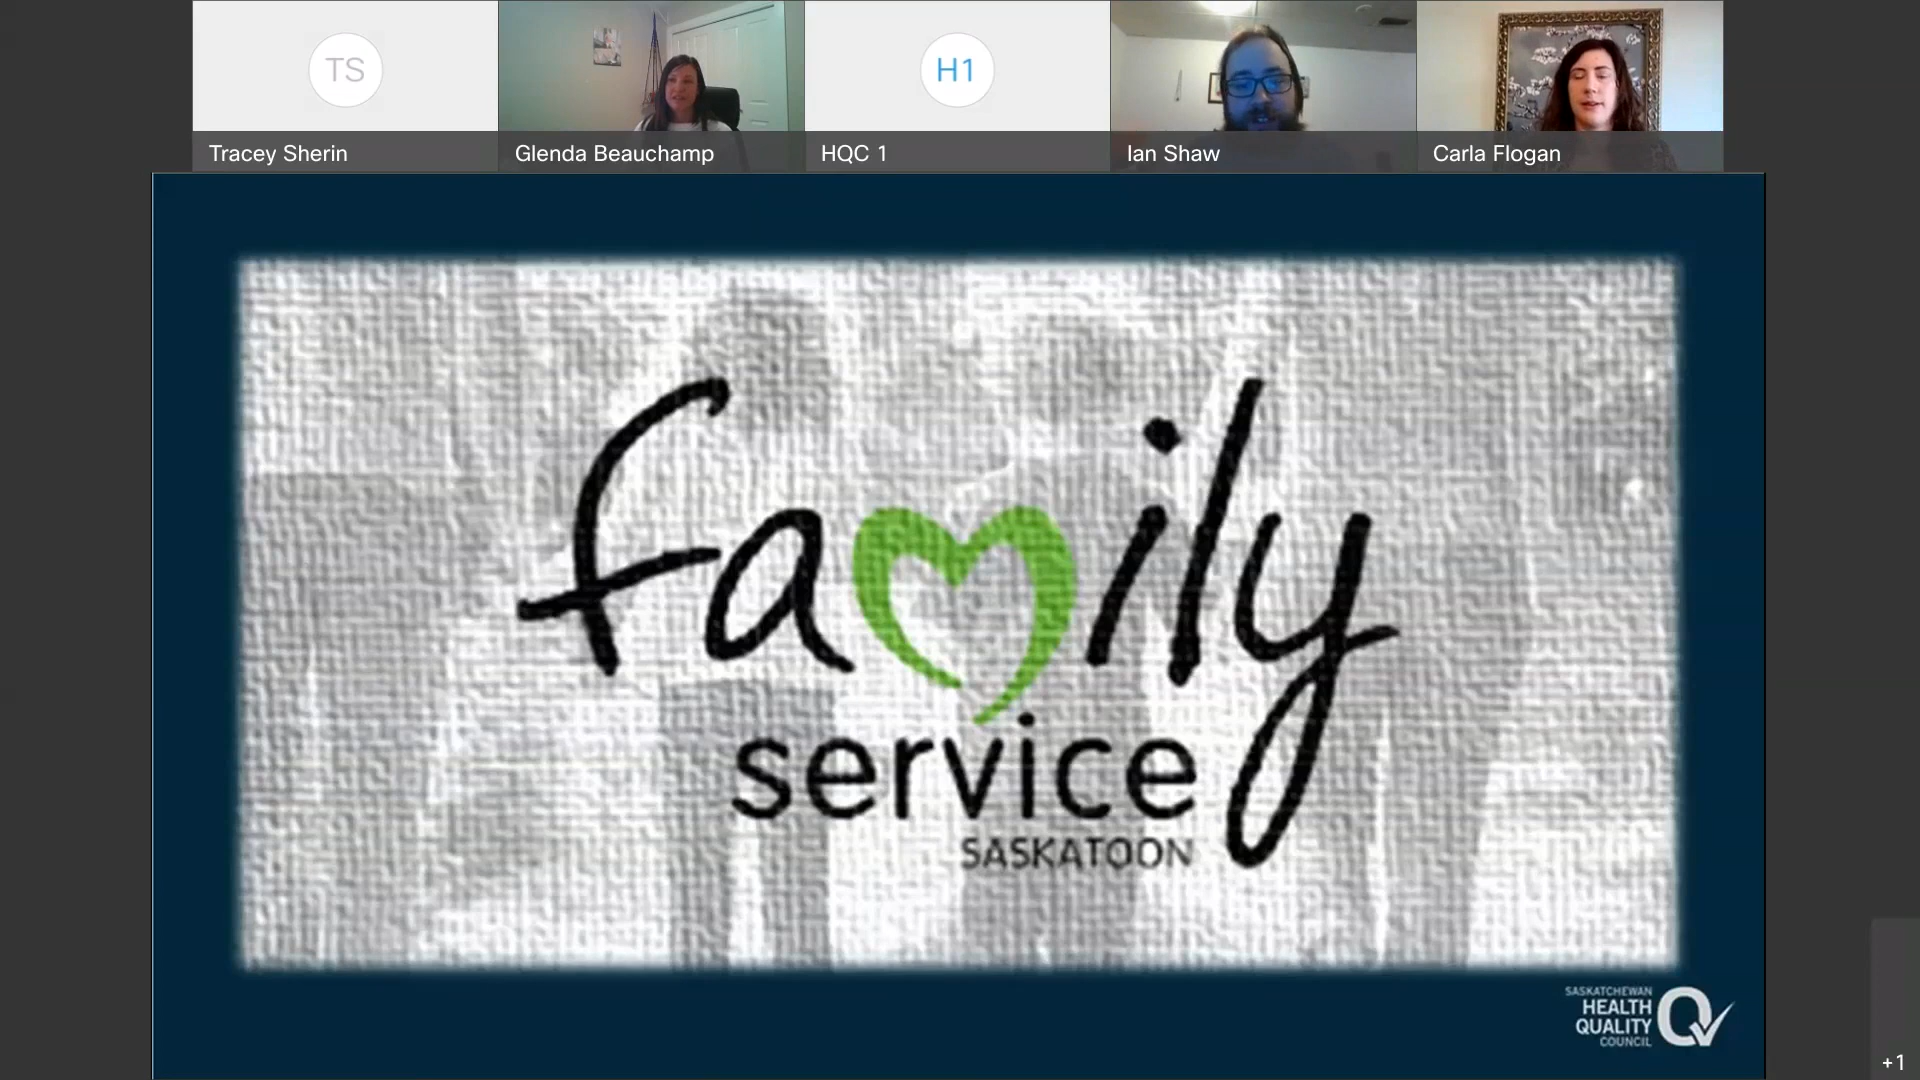 TS
H1
Tracey Sherin
Glenda Beauchamp
HQC 1
Ian Shaw
Carla Flogan
family
service
SASKATOON
SASKATCHEWAN
HEALTH
QUALITY
COUNCIL
+1